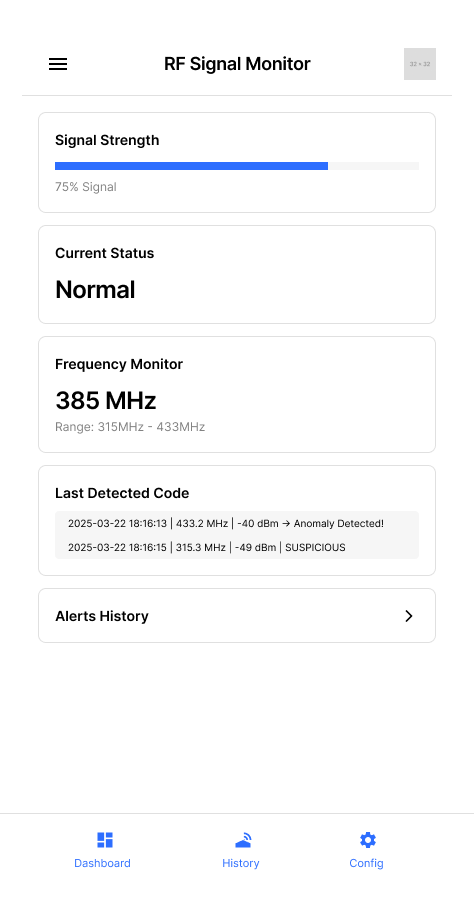 RF Signal Monitor
32 × 32
Signal Strength
75% Signal
Current Status
Normal
Frequency Monitor
385 MHz
Range: 315MHz - 433MHz
Last Detected Code
2025-03-22 18:16:13 | 433.2 MHz | -40 dBm → Anomaly Detected!
2025-03-22 18:16:15 | 315.3 MHz | -49 dBm | SUSPICIOUS
Alerts History
Dashboard
History
Config